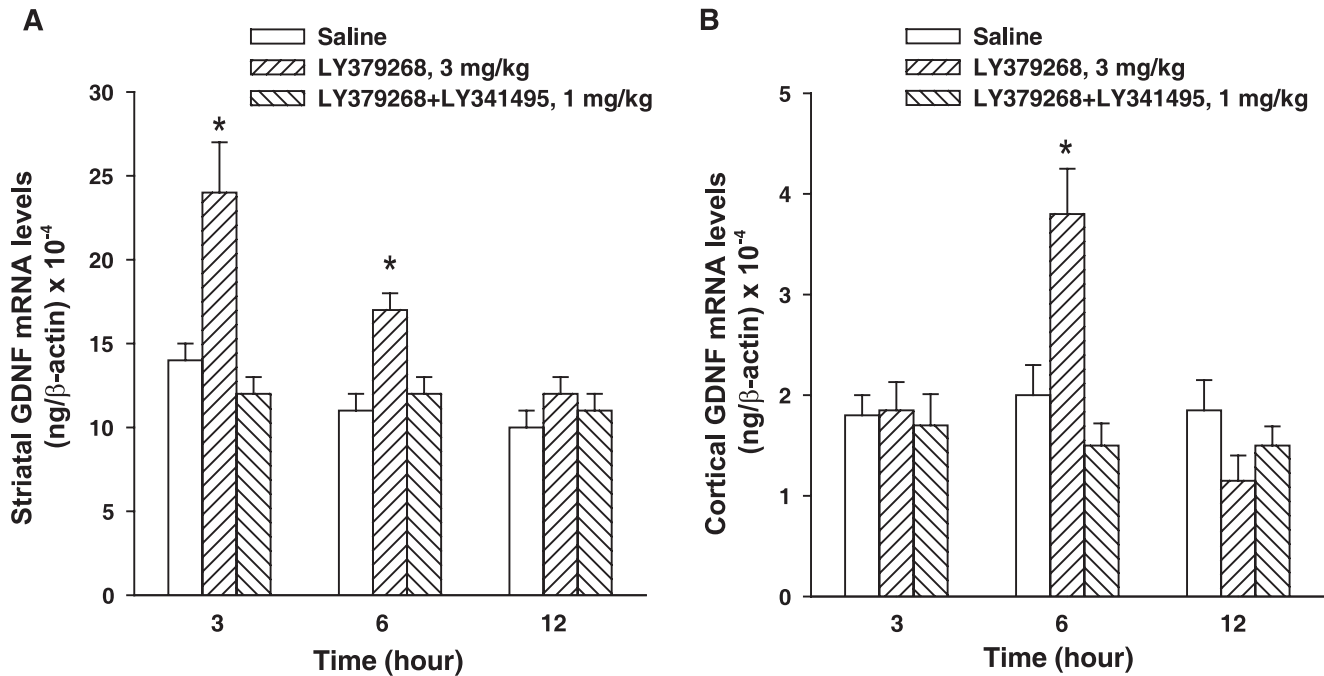 A
Saline
LY379268, 3 mg/kg
LY379268+LY341495, 1 mg/kg
Striatal GDNF mRNA levels
(ng/β-actin) x 10-4
30
25
20
15
10
5
0
*
*
3
6
12
Time (hour)
B
Saline
LY379268, 3 mg/kg
LY379268+LY341495, 1 mg/kg
Cortical GDNF mRNA levels
(ng/β-actin) x 10-4
5
4
3
2
1
0
*
3
6
12
Time (hour)